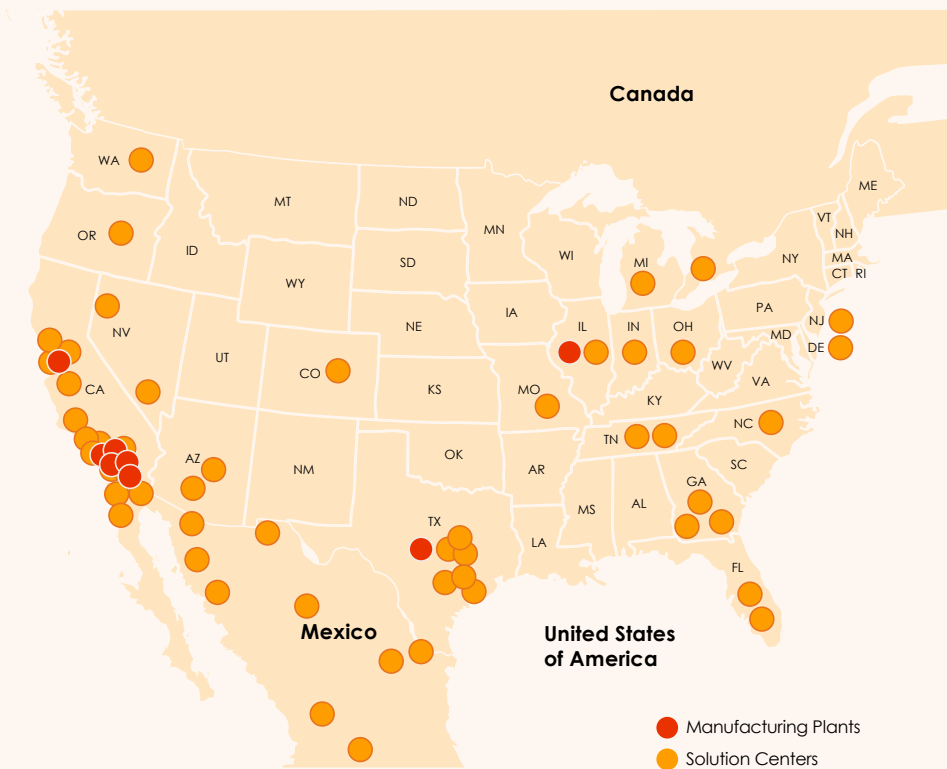 Canada
WA
ME
MT
ND
VT
MN
NH
OR
ID
SD
WI
MI
NY
MA
CT RI
WY
IA
PA
NE
NJ
NV
IL
IN
OH
MD
DE
UT
CO
WV
CA
KS
MO
VA
KY
NC
TN
AZ
OK
NM
AR
SC
GA
MS
AL
TX
LA
FL
Mexico
United States
of America
Manufacturing Plants
Solution Centers